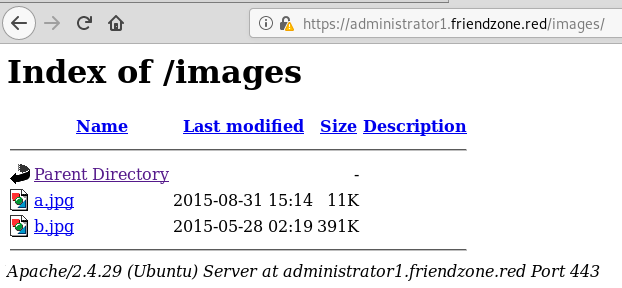 https://administrator1.friendzone.red/images/
Index of /images
Name Last modified Size Description
Parent Directory -
a.jpg 2015-08-31 15:14 11K
b.jpg 2015-05-28 02:19 391K
Apache/2.4.29 (Ubuntu) Server at administrator1.friendzone.red Port 443